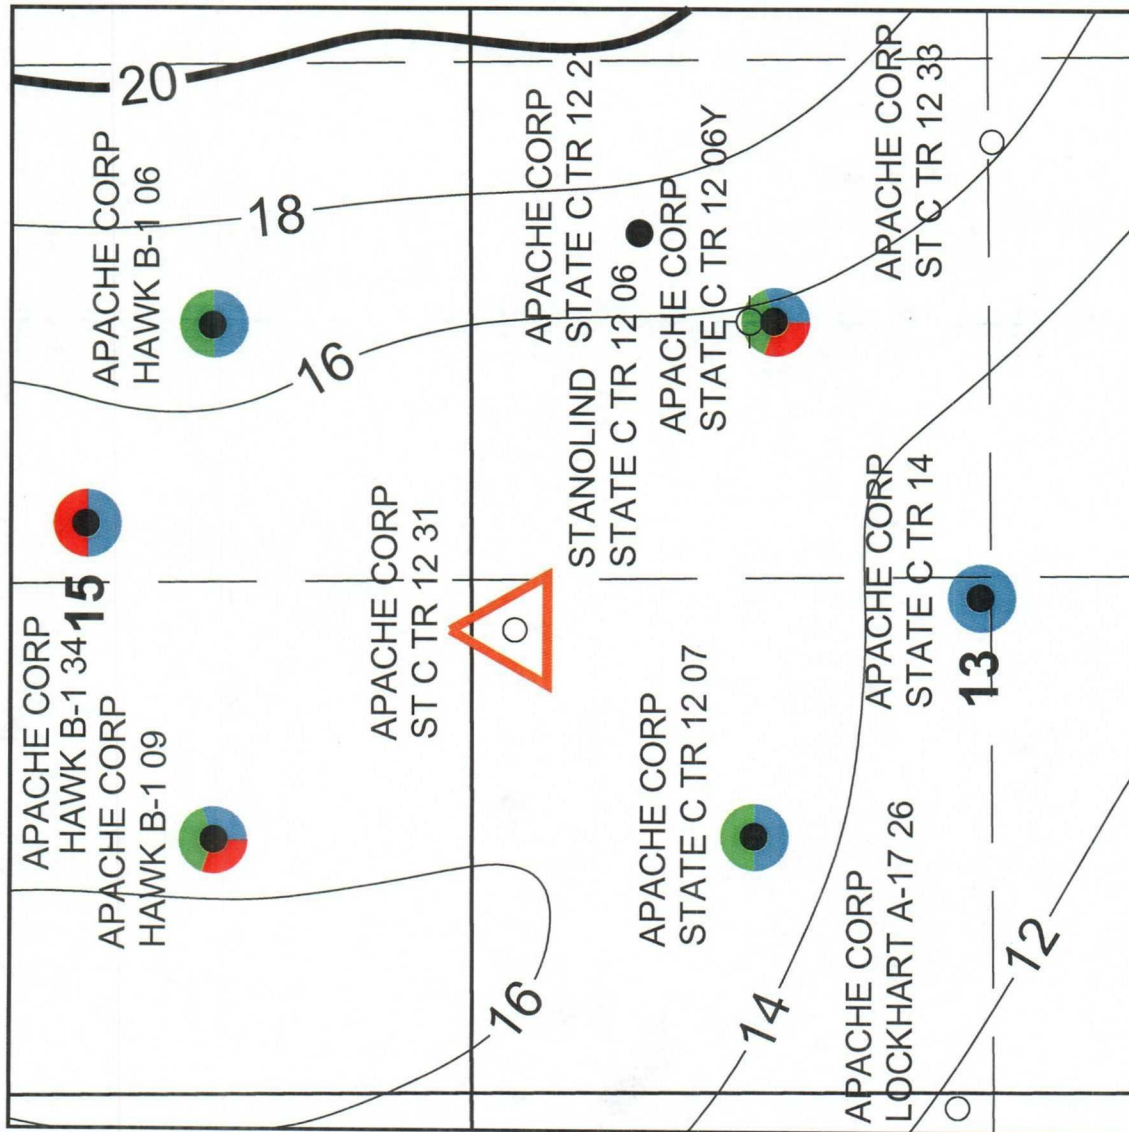 APACHE CORP
HAWK B-1 34
15
APACHE CORP
HAWK B-1 09
APACHE CORP
HAWK B-1 06
20
18
16
APACHE CORP
ST C TR 12 31
16
APACHE CORP
STATE C TR 12
STANOLIND
STATE C TR 12 06
APACHE CORP
STATE C TR 12 06Y
APACHE CORP
STATE C TR 12 07
14
APACHE CORP
LOCKHART A-17 26
APACHE CORP
STATE C TR 14
13
APACHE CORP
ST C TR 12 33
12